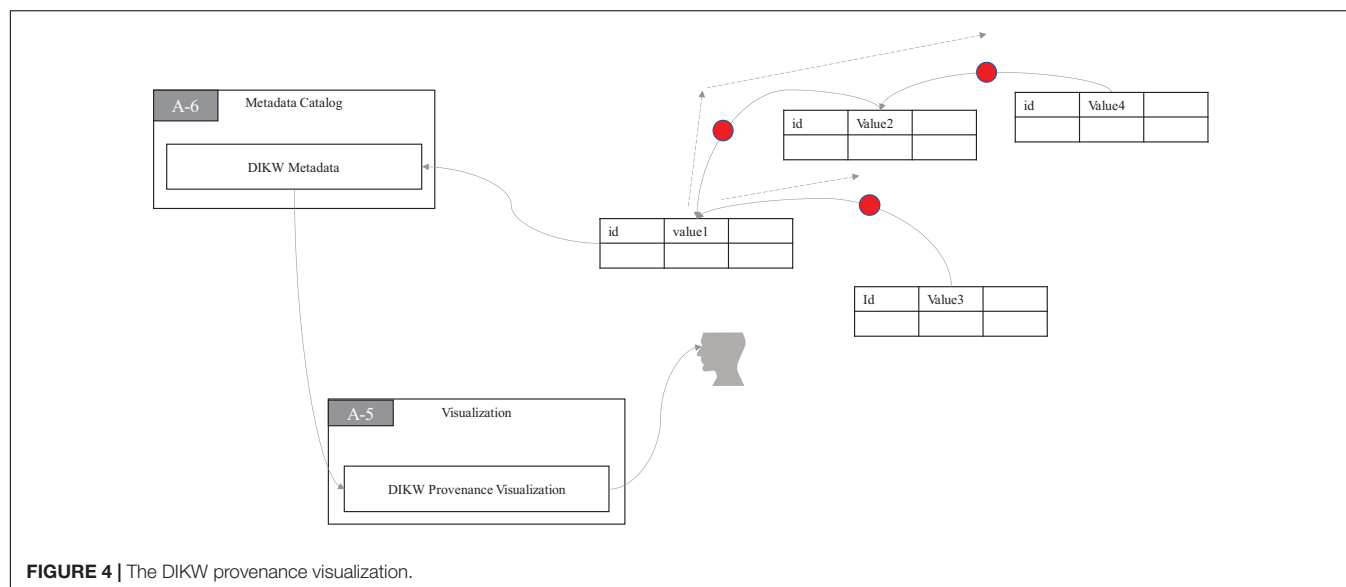 A-6
Metadata Catalog
DIKW Metadata
id Value2
id Value4
id value1
Id Value3
A-5
Visualization
DIKW Provenance Visualization
FIGURE 4 | The DIKW provenance visualization.